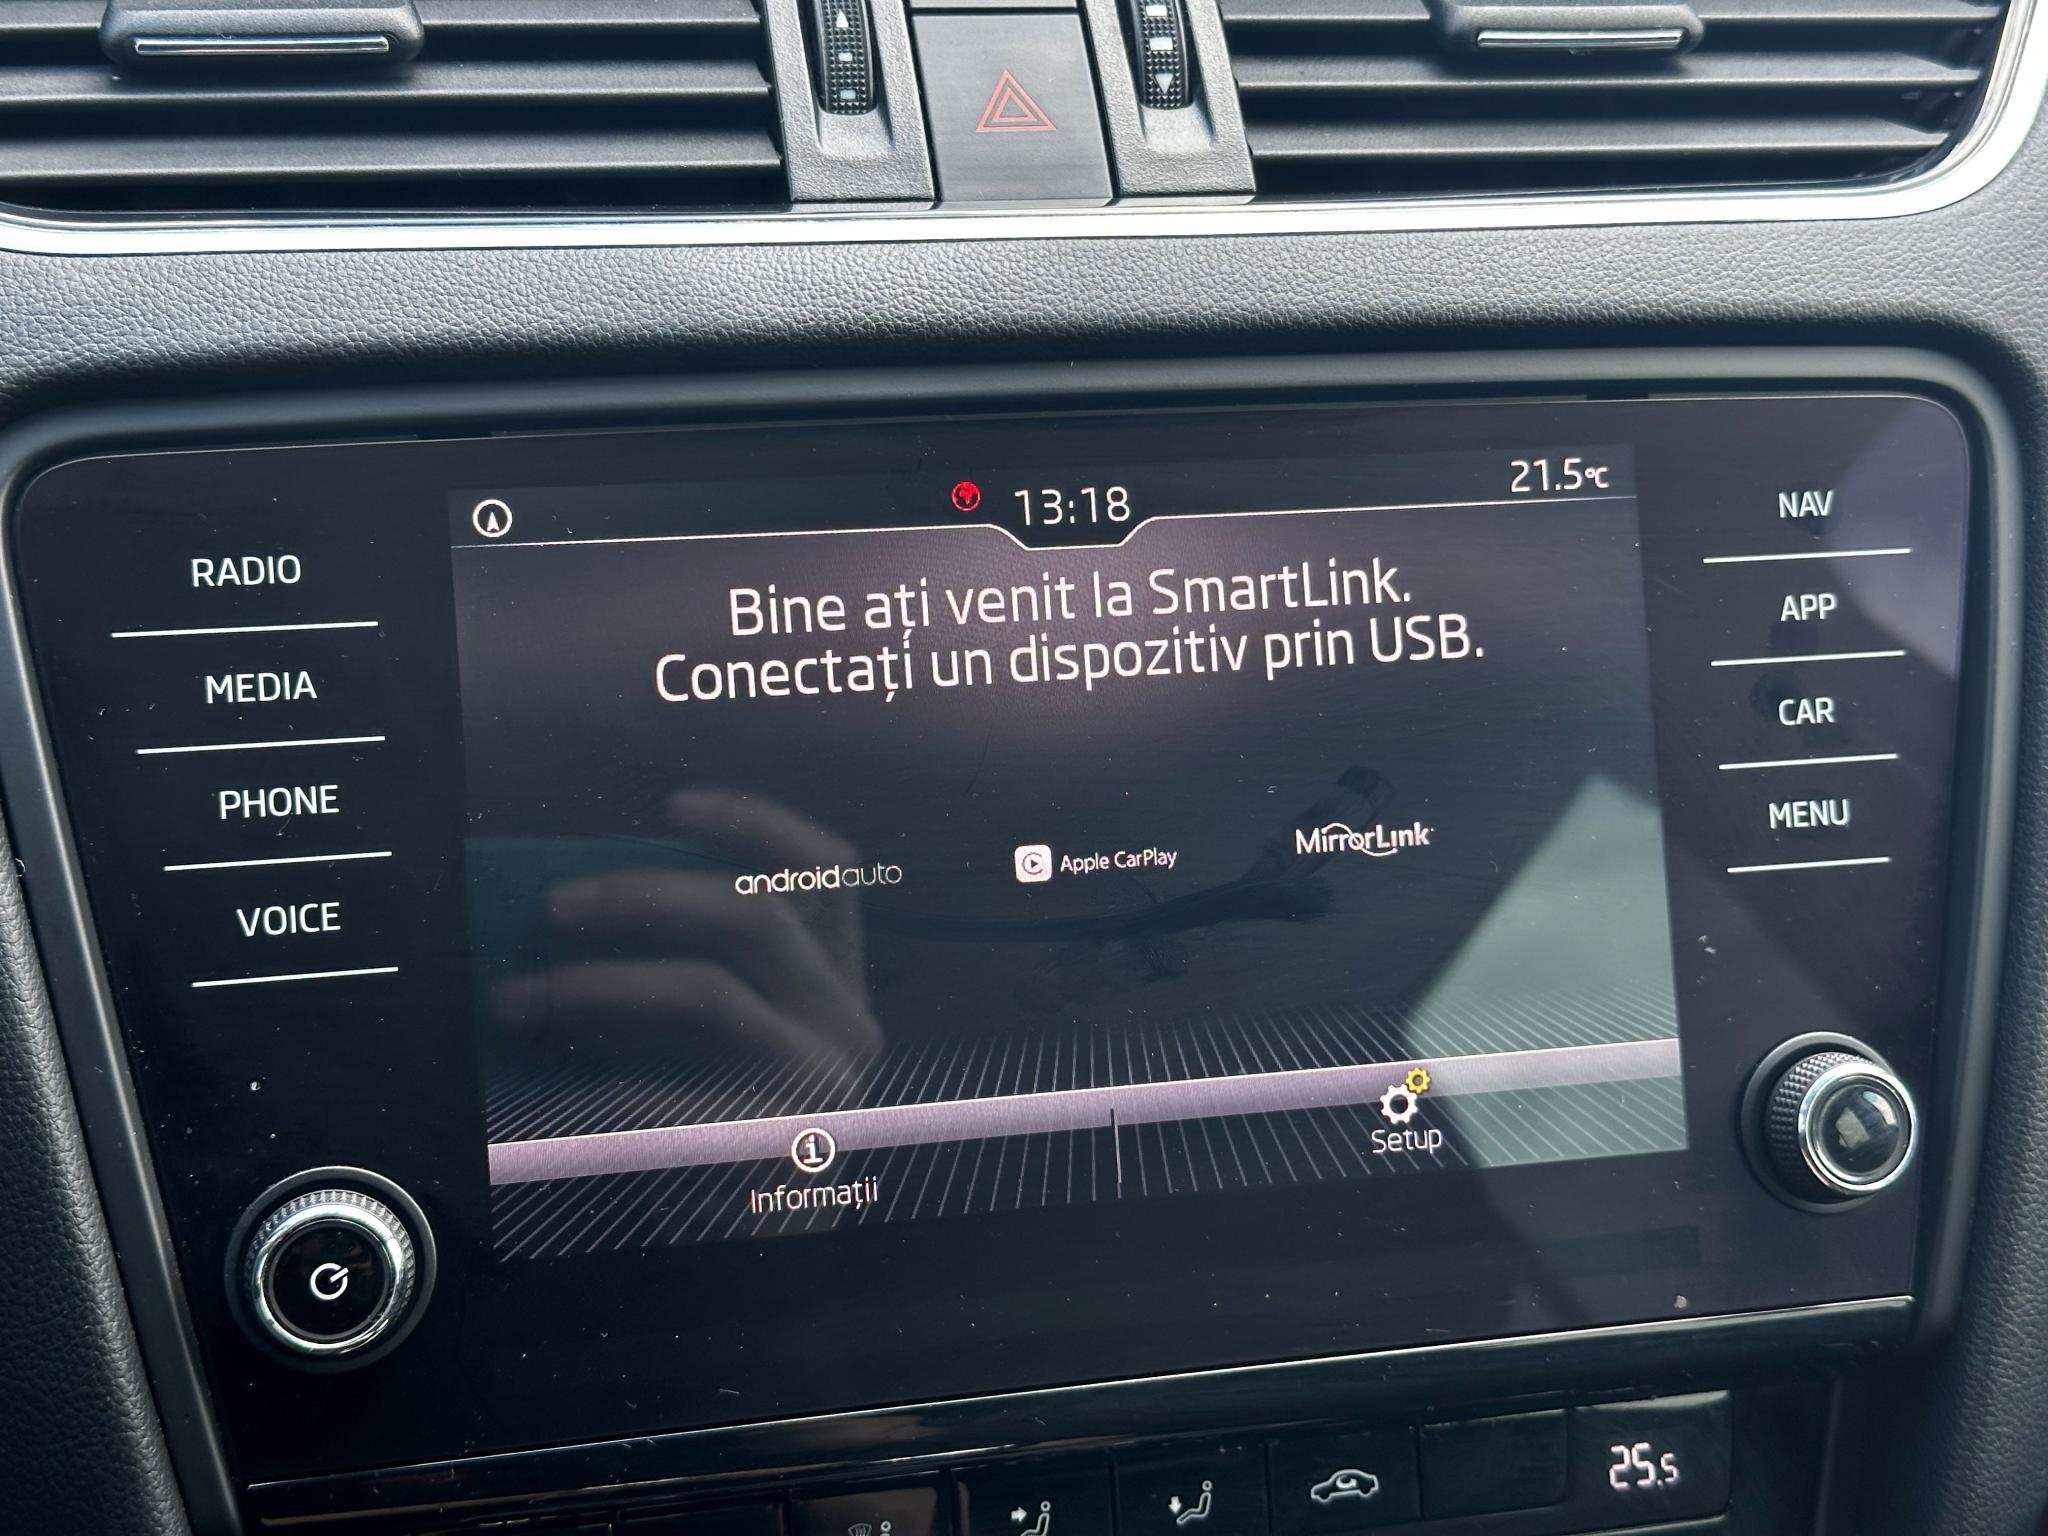 13:18
21.5°C
RADIO
MEDIA
PHONE
VOICE
Bine ați venit la SmartLink.
Conectați un dispozitiv prin USB.
androidauto
Apple CarPlay
MirrorLink
Informații
Setup
NAV
APP
CAR
MENU
25.5